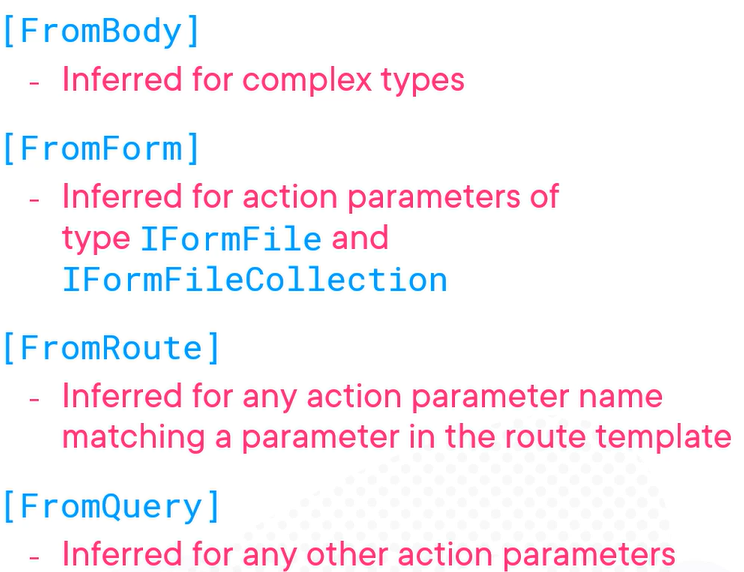 [FromBody]
- Inferred for complex types
[FromForm]
- Inferred for action parameters of
type IFormFile and
IFormFileCollection
[FromRoute]
- Inferred for any action parameter name
matching a parameter in the route template
[FromQuery]
- Inferred for any other action parameters